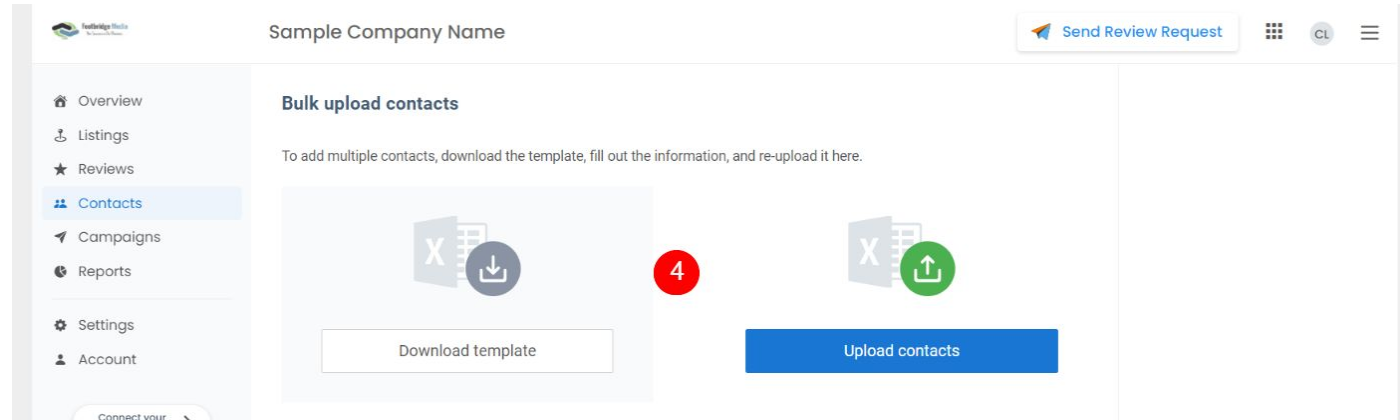 Footbridge Media
Sample Company Name
Send Review Request
CL
Overview
Listings
Reviews
Contacts
Campaigns
Reports
Settings
Account
Connect your
Bulk upload contacts
To add multiple contacts, download the template, fill out the information, and re-upload it here.
X
X
4
Download template
Upload contacts